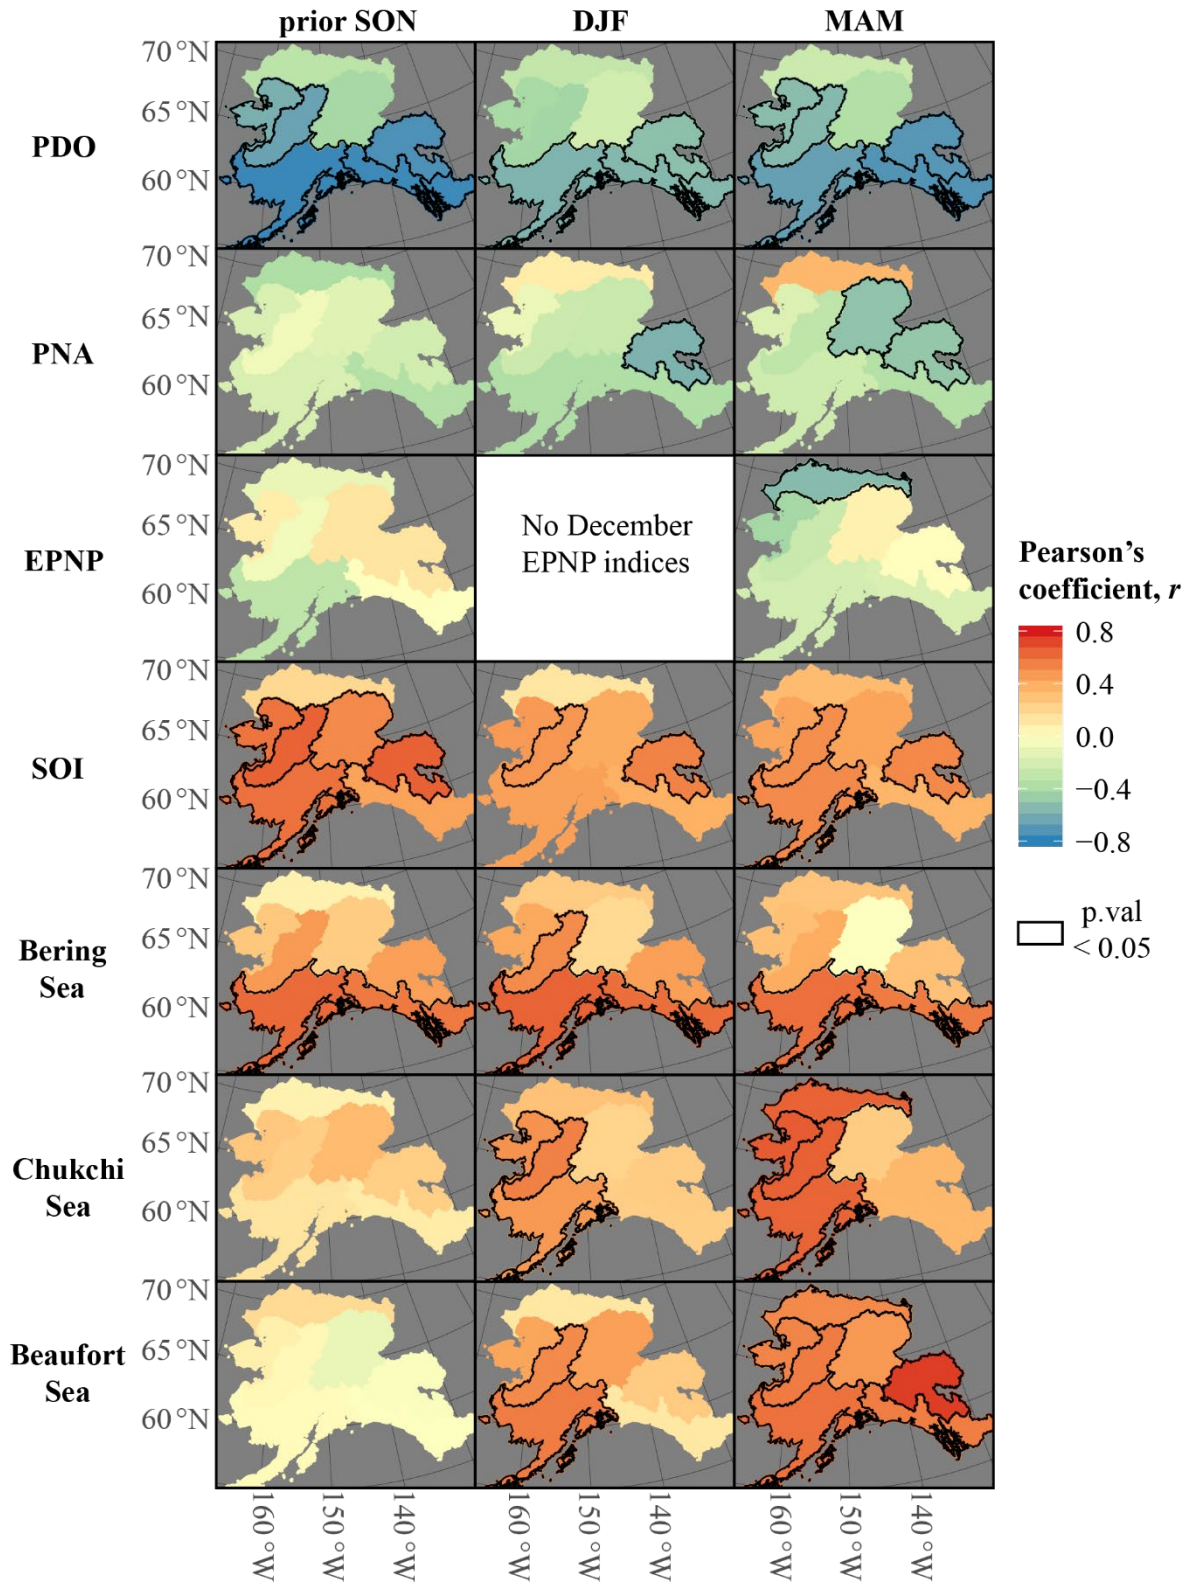 prior SON
DJF
MAM
70 °N
65 °N
60 °N
PDO
70 °N
65 °N
60 °N
PNA
70 °N
65 °N
60 °N
EPNP
No December
EPNP indices
70 °N
65 °N
60 °N
SOI
70 °N
65 °N
60 °N
Bering
Sea
70 °N
65 °N
60 °N
Chukchi
Sea
70 °N
65 °N
60 °N
Beaufort
Sea
160 °W
150 °W
140 °W
160 °W
150 °W
140 °W
160 °W
150 °W
140 °W
Pearson’s
coefficient, r
0.8
0.4
0.0
−0.4
−0.8
p.val
< 0.05